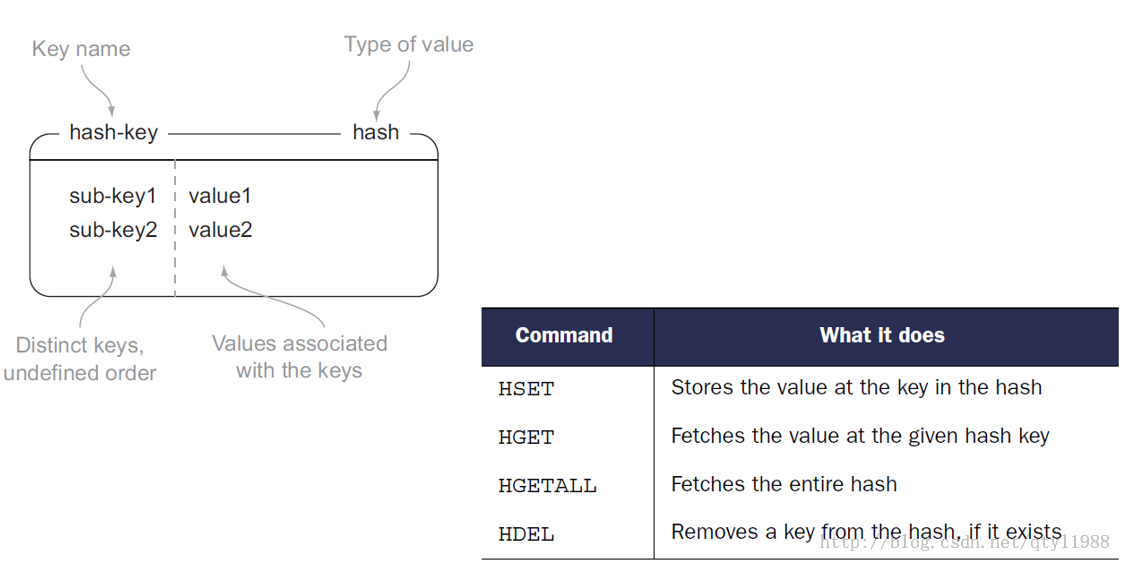 Key name
Type of value
hash-key
hash
sub-key1 value1
sub-key2 value2
Distinct keys,
undefined order
Values associated
with the keys
Command What it does
HSET Stores the value at the key in the hash
HGET Fetches the value at the given hash key
HGETALL Fetches the entire hash
HDEL Removes a key from the hash, if it exists
http://blog.csdn.net/qtyl1988